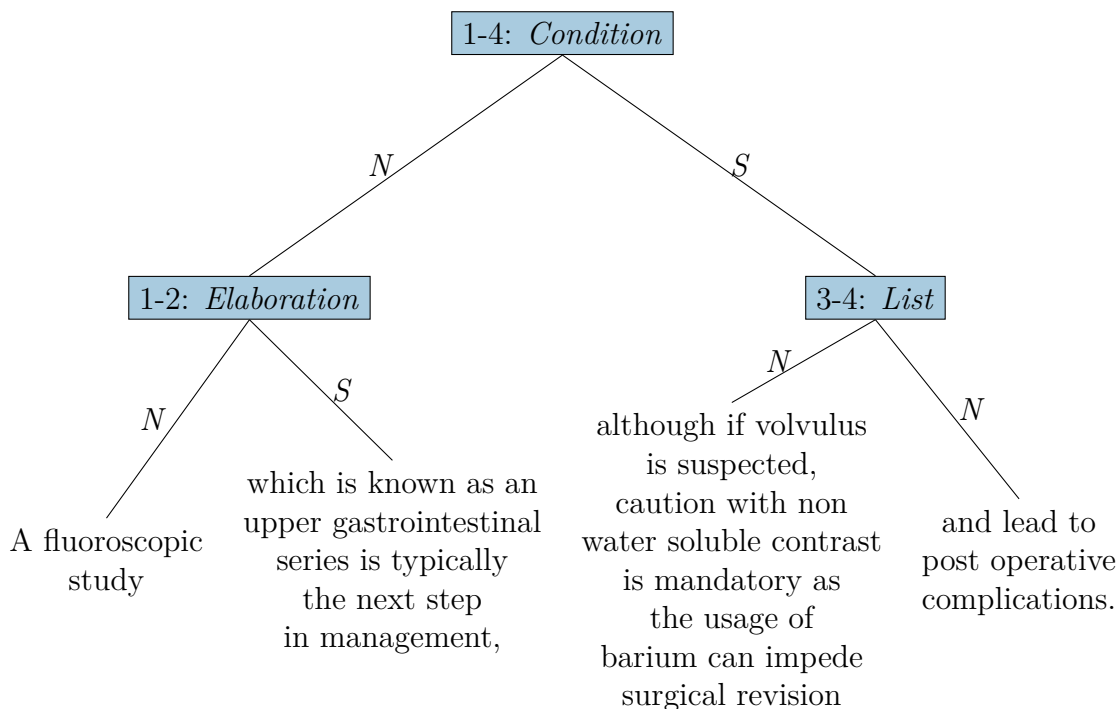 1-4: Condition
N
S
1-2: Elaboration
3-4: List
N
S
N
N
A fluoroscopic
study
which is known as an
upper gastrointestinal
series is typically
the next step
in management,
although if volvulus
is suspected,
caution with non
water soluble contrast
is mandatory as
the usage of
barium can impede
surgical revision
and lead to
post operative
complications.